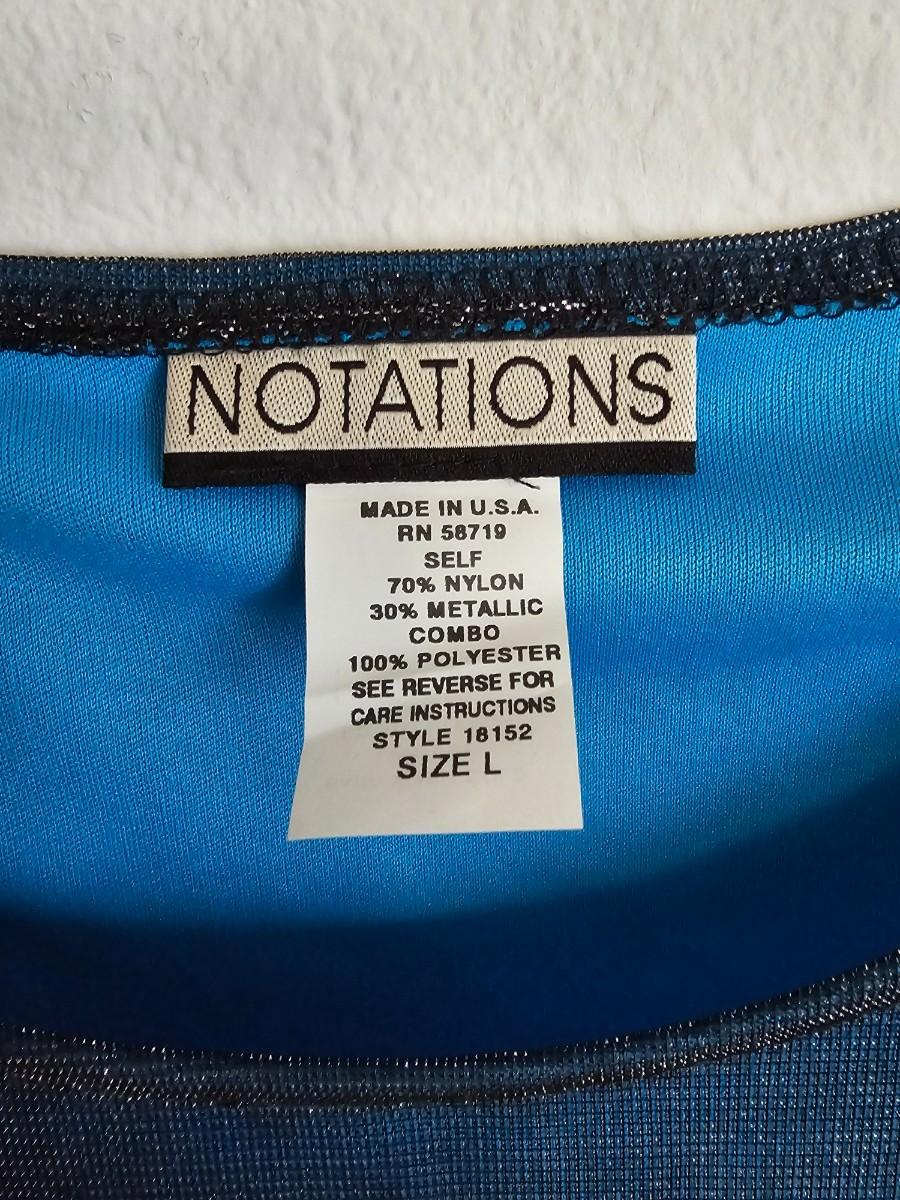 NOTATIONS
MADE IN U.S.A.
RN 58719
SELF
70% NYLON
30% METALLIC
COMBO
100% POLYESTER
SEE REVERSE FOR
CARE INSTRUCTIONS
STYLE 18152
SIZE L